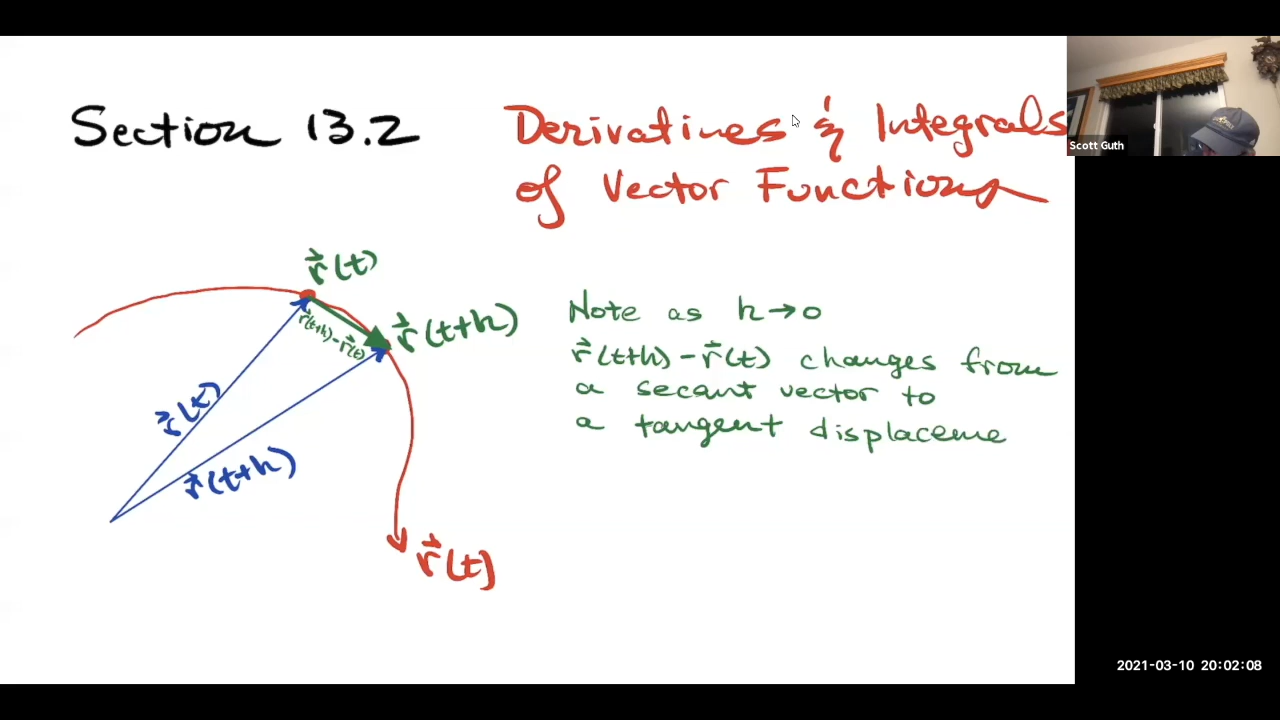 Section 13.2
Derivatives & Integrals
of Vector Functions
Scott Guth
r⃗(t)
r⃗(t+h)
r⃗(t+h)-r⃗(t)
r⃗(t)
r⃗(t+h)
r⃗(t)
Note as h→0
r⃗(t+h) - r⃗(t) changes from
a secant vector to
a tangent displaceme
2021-03-10 20:02:08